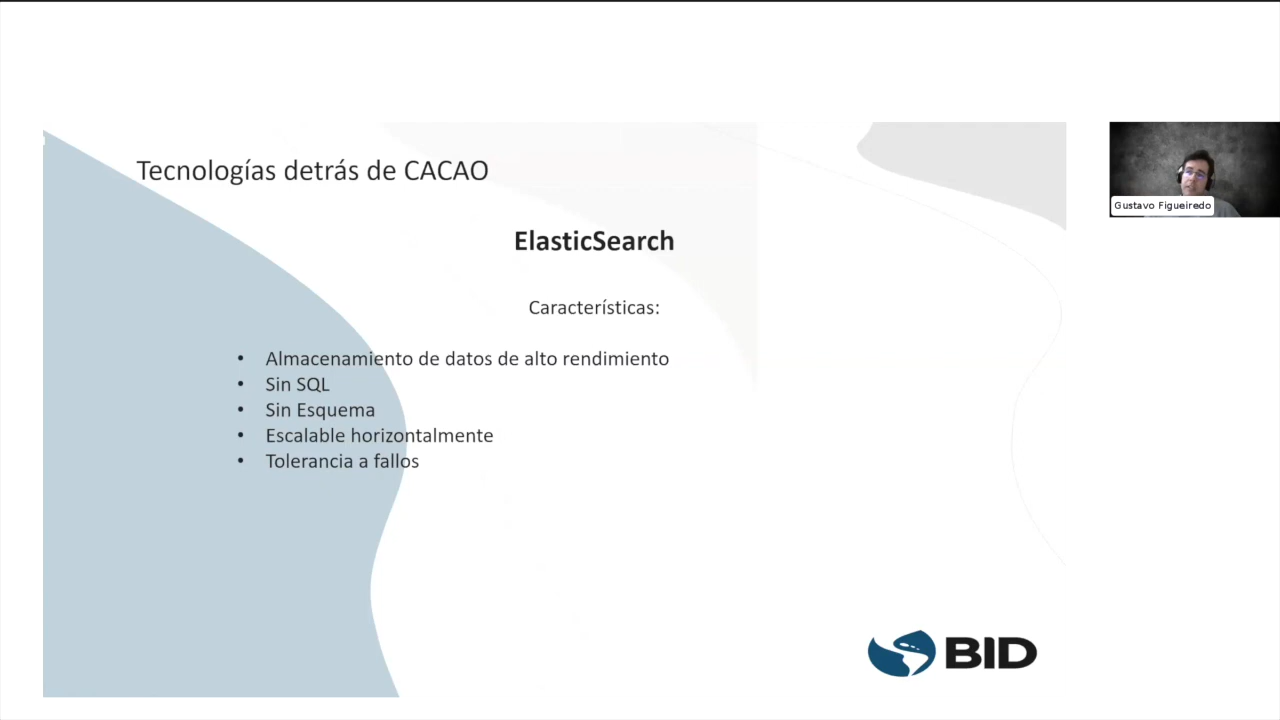 Tecnologías detrás de CACAO
ElasticSearch
Características:
• Almacenamiento de datos de alto rendimiento
• Sin SQL
• Sin Esquema
• Escalable horizontalmente
• Tolerancia a fallos
Gustavo Figueiredo
BID